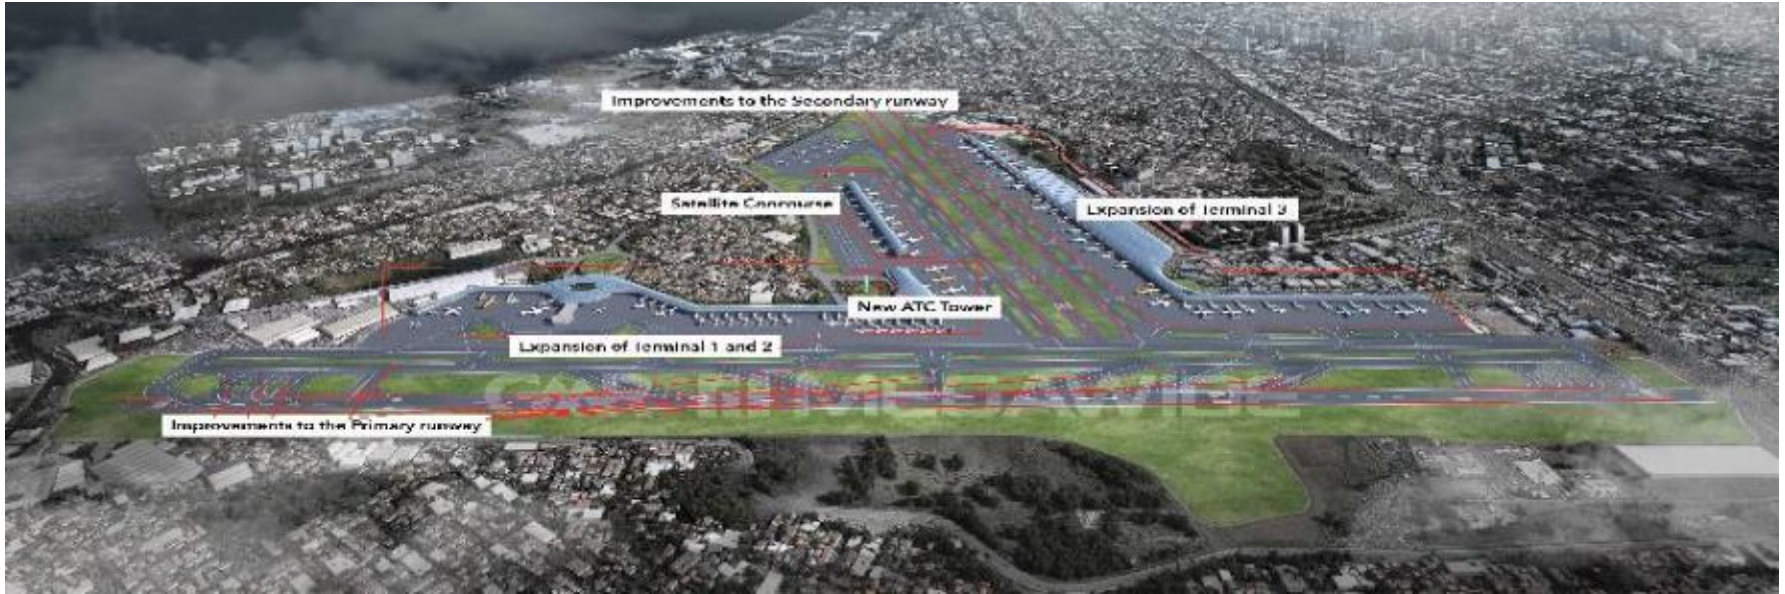 Improvements to the Secondary runway
Satellite Concourse
Expansion of Terminal 3
New ATC Tower
Expansion of Terminal 1 and 2
MEGAWIDE
Improvements to the Primary runway